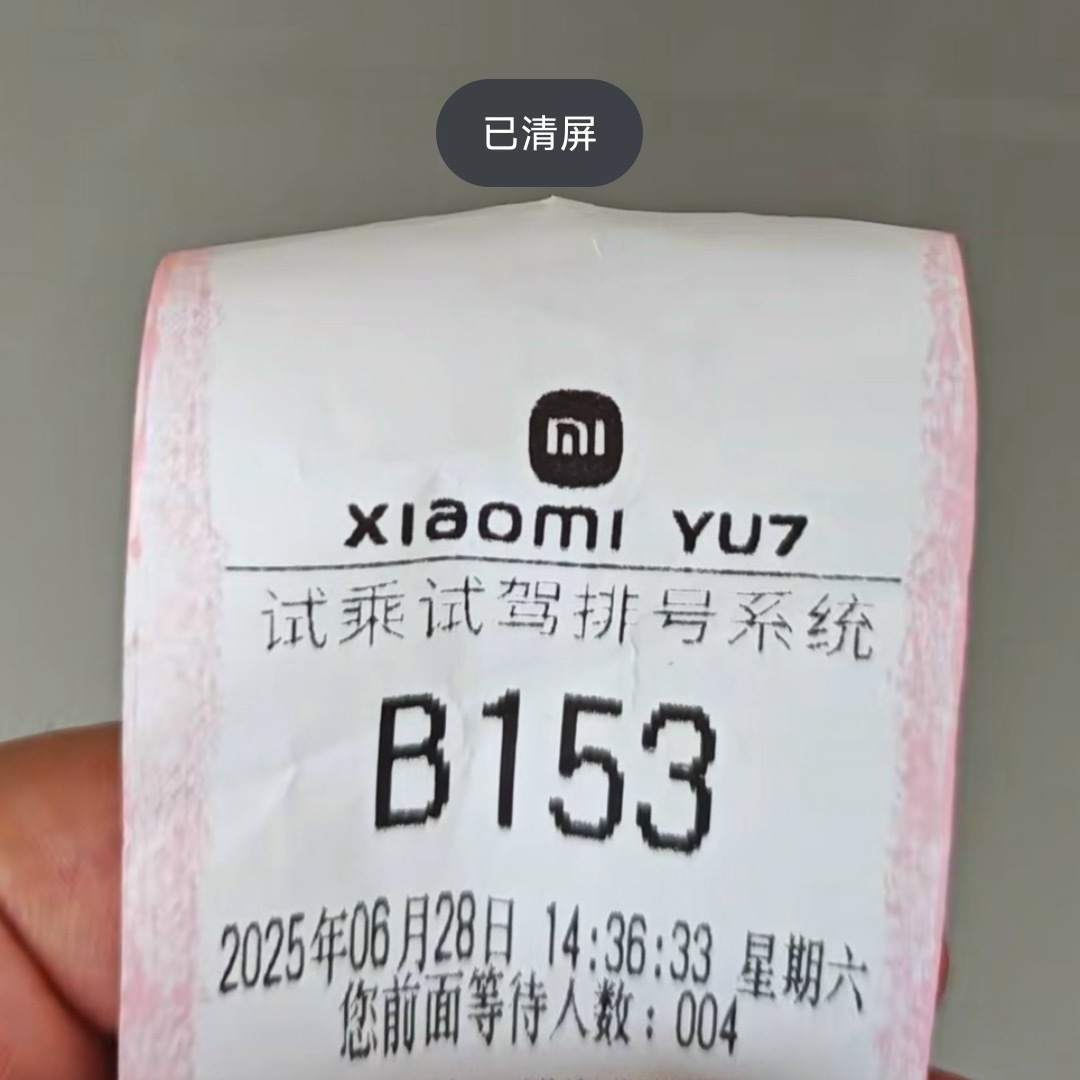 已清屏
mi
xiaomi YU7
试乘试驾排号系统
B153
2025年06月28日 14:36:33 星期六
您前面等待人数：004